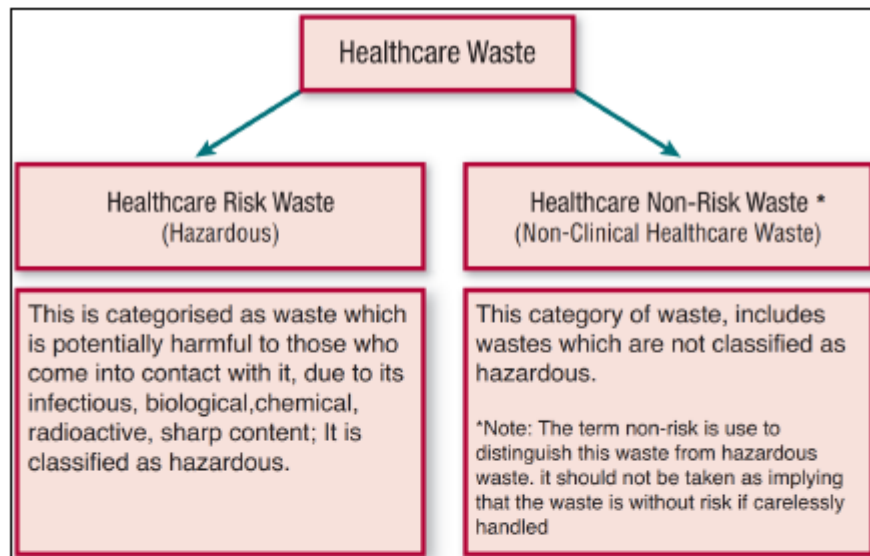 Healthcare Waste
Healthcare Risk Waste
(Hazardous)
Healthcare Non-Risk Waste *
(Non-Clinical Healthcare Waste)
This is categorised as waste which
is potentially harmful to those who
come into contact with it, due to its
infectious, biological,chemical,
radioactive, sharp content; It is
classified as hazardous.
This category of waste, includes
wastes which are not classified as
hazardous.
*Note: The term non-risk is use to
distinguish this waste from hazardous
waste. it should not be taken as implying
that the waste is without risk if carelessly
handled